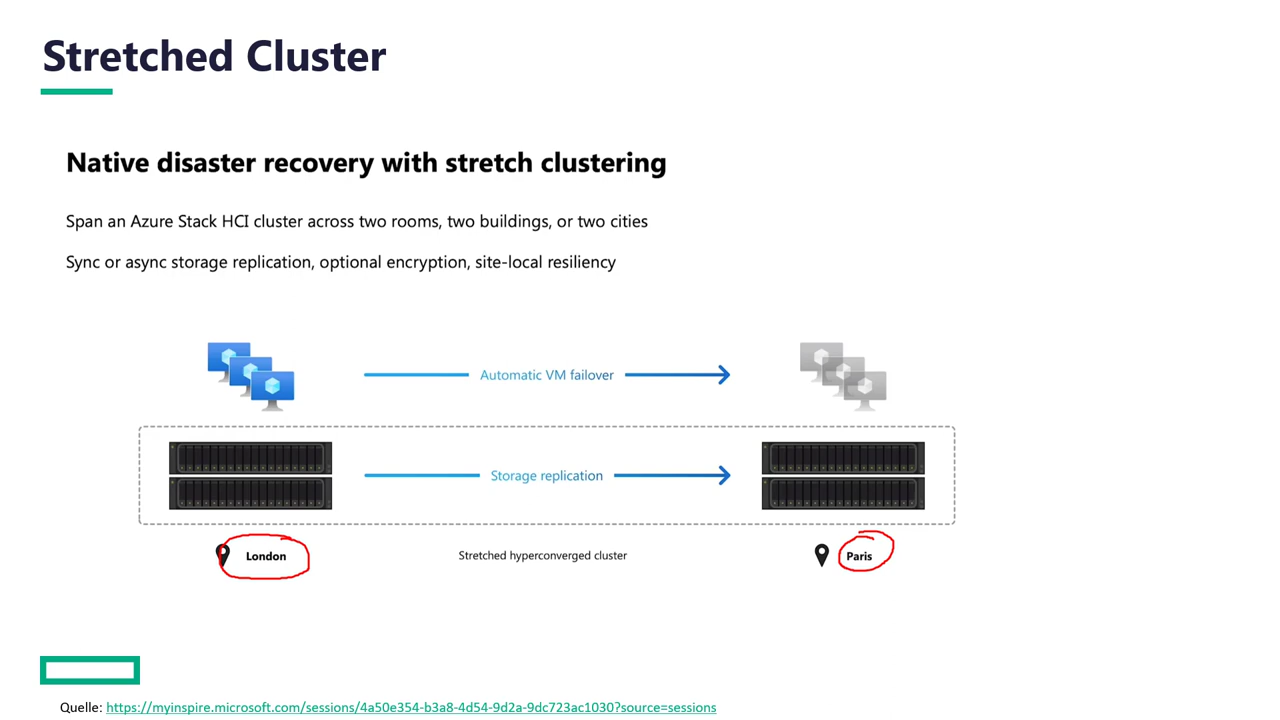 Stretched Cluster
Native disaster recovery with stretch clustering
Span an Azure Stack HCI cluster across two rooms, two buildings, or two cities
Sync or async storage replication, optional encryption, site-local resiliency
Automatic VM failover
Storage replication
London
Stretched hyperconverged cluster
Paris
Quelle: https://myinspire.microsoft.com/sessions/4a50e354-b3a8-4d54-9d2a-9dc723ac1030?source=sessions